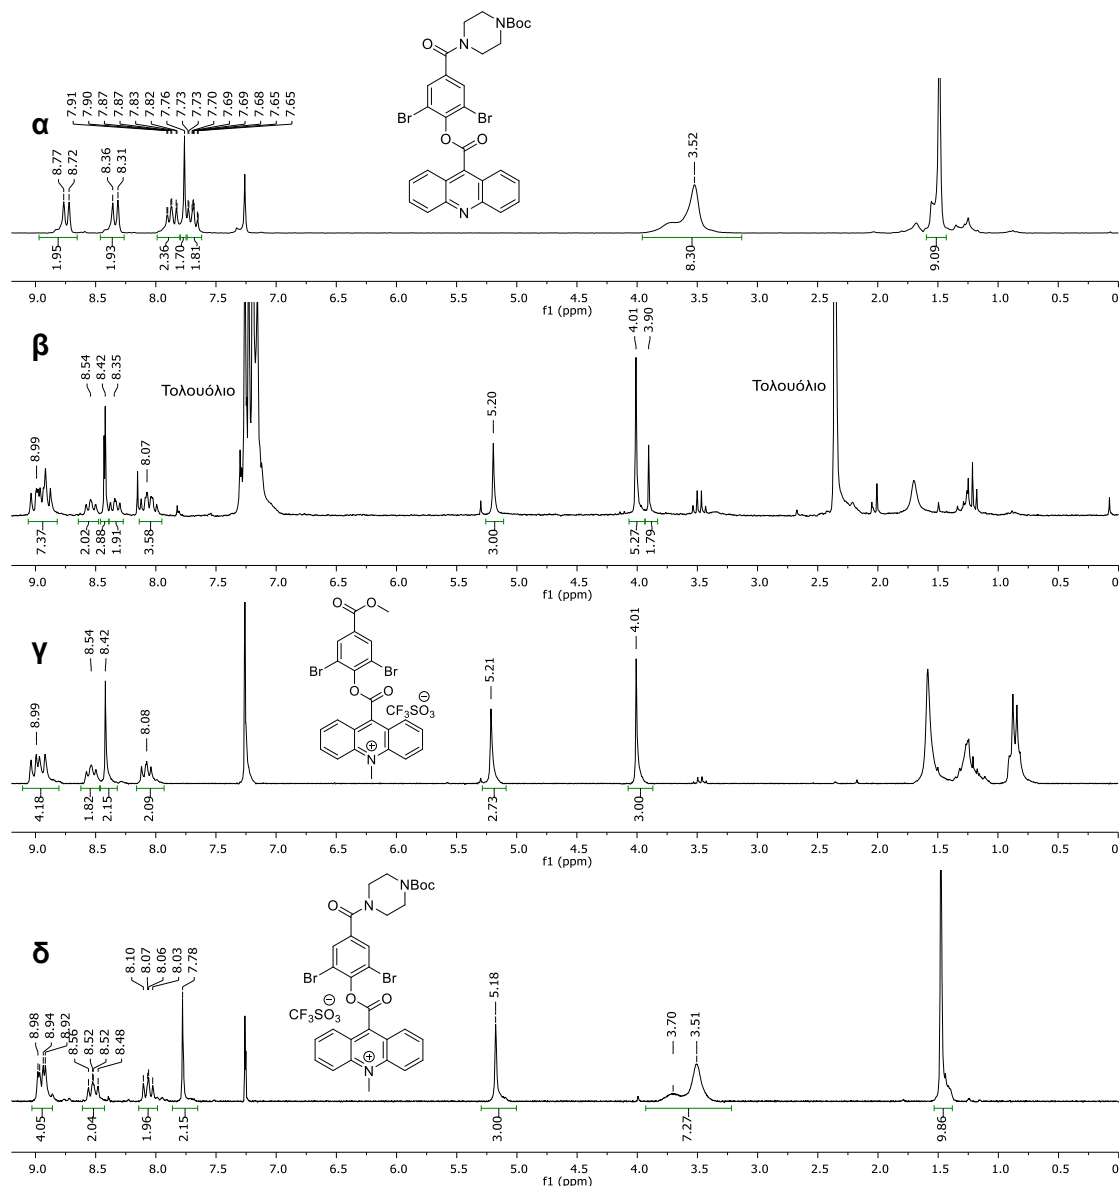 α
7.91 7.90 7.87 7.87 7.83 7.82 7.76 7.73 7.73 7.70 7.69 7.69 7.68 7.65 7.65
8.77 8.72 8.36 8.31
3.52
O N NBoc
Br Br
O O
N
1.95 1.93 2.36 1.70 1.81 8.30 9.09
9.0 8.5 8.0 7.5 7.0 6.5 6.0 5.5 5.0 4.5 4.0 3.5 3.0 2.5 2.0 1.5 1.0 0
f1 (ppm)
β
8.99 8.54 8.42 8.35 8.07
Τολουόλιο
5.20
4.01 3.90
Τολουόλιο
7.37 2.02 2.88 1.91 3.58 3.00 5.27 1.79
9.0 8.5 8.0 7.5 7.0 6.5 6.0 5.5 5.0 4.5 4.0 3.5 3.0 2.5 2.0 1.5 1.0 0
f1 (ppm)
γ
8.99 8.54 8.42 8.08
5.21
4.01
O O
Br Br
O O
CF3SO3 −
N +
4.18 1.82 2.15 2.09 2.73 3.00
9.0 8.5 8.0 7.5 7.0 6.5 6.0 5.5 5.0 4.5 4.0 3.5 3.0 2.5 2.0 1.5 1.0 0
f1 (ppm)
δ
8.98 8.94 8.92 8.56 8.52 8.52 8.48
8.10 8.07 8.06 8.03 7.78
5.18
3.70 3.51
O N NBoc
Br Br
O O
CF3SO3 −
N +
4.05 2.04 1.96 2.15 3.00 7.27 9.86
9.0 8.5 8.0 7.5 7.0 6.5 6.0 5.5 5.0 4.5 4.0 3.5 3.0 2.5 2.0 1.5 1.0 0
f1 (ppm)